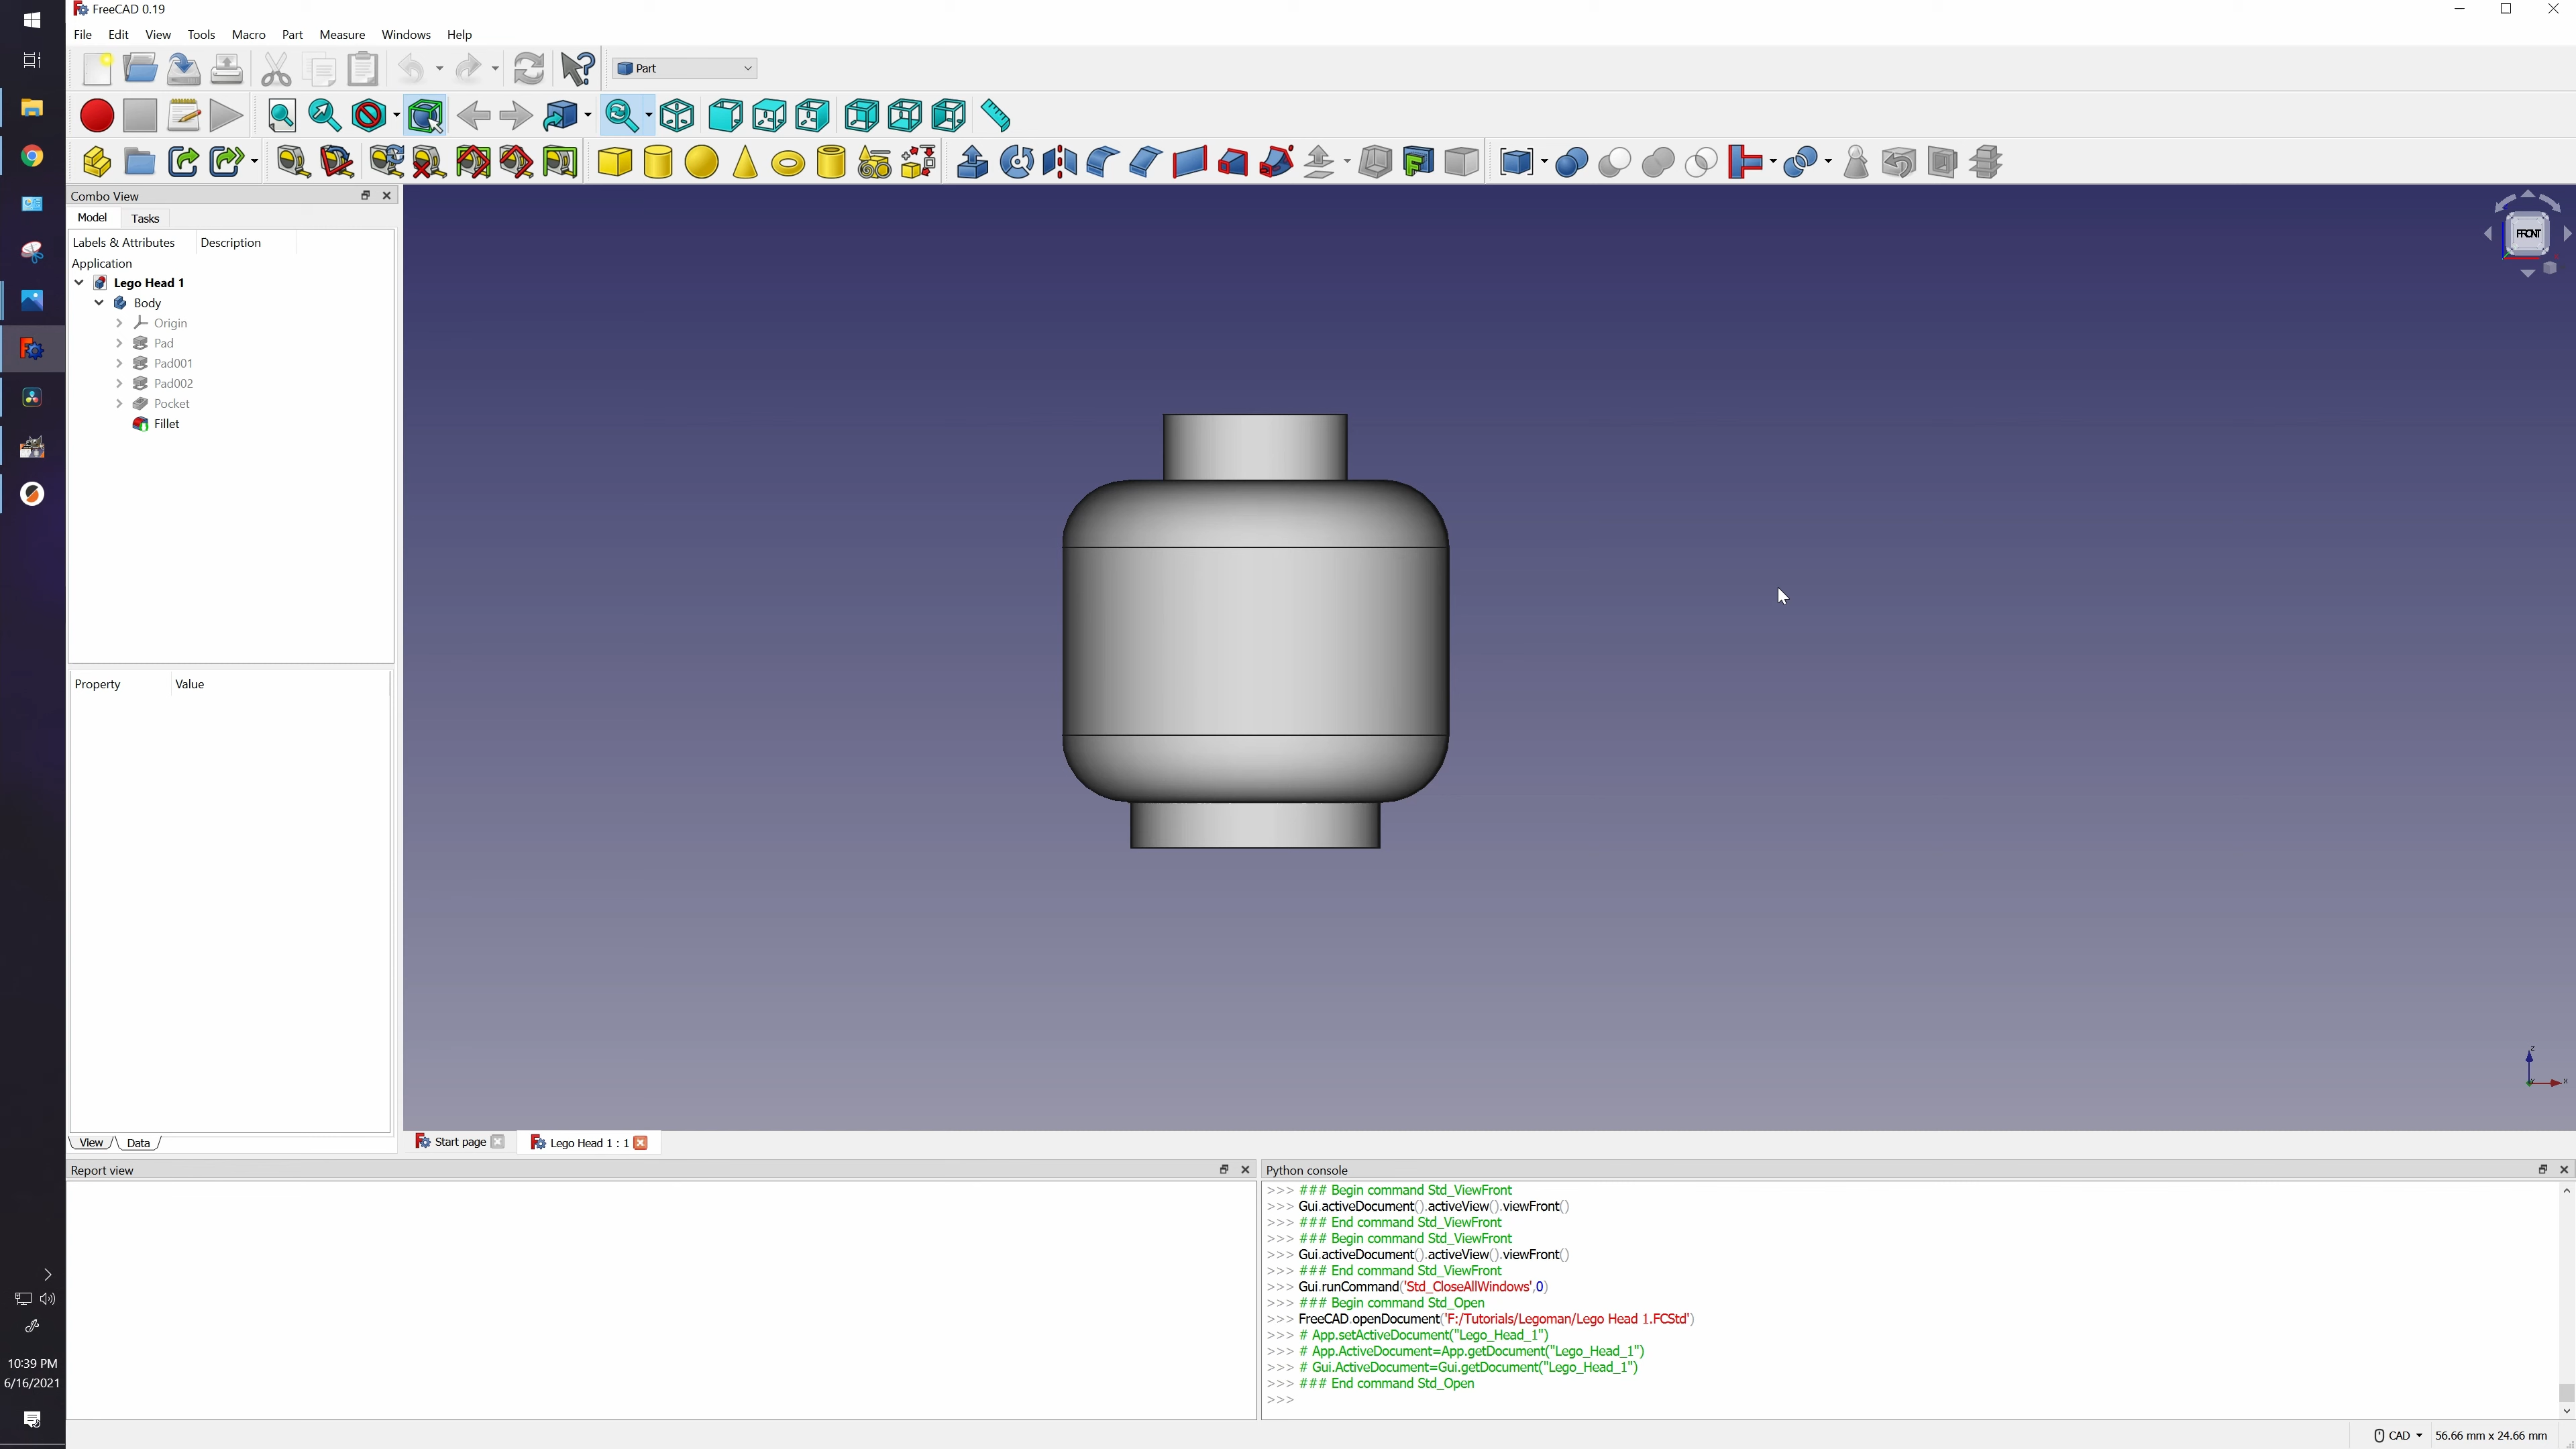 FreeCAD 0.19
File Edit View Tools Macro Part Measure Windows Help
Part
Combo View
Model Tasks
Labels & Attributes Description
Application
Lego Head 1
Body
Origin
Pad
Pad001
Pad002
Pocket
Fillet
FRONT
Property Value
z
x
View Data
Start page Lego Head 1 : 1
Report view
Python console
>>> ### Begin command Std_ViewFront
>>> Gui.activeDocument().activeView().viewFront()
>>> ### End command Std_ViewFront
>>> ### Begin command Std_ViewFront
>>> Gui.activeDocument().activeView().viewFront()
>>> ### End command Std_ViewFront
>>> Gui.runCommand('Std_CloseAllWindows',0)
>>> ### Begin command Std_Open
>>> FreeCAD.openDocument('F:/Tutorials/Legoman/Lego Head 1.FCStd')
>>> # App.setActiveDocument("Lego_Head_1")
>>> # App.ActiveDocument=App.getDocument("Lego_Head_1")
>>> # Gui.ActiveDocument=Gui.getDocument("Lego_Head_1")
>>> ### End command Std_Open
>>>
10:39 PM
6/16/2021
CAD 56.66 mm x 24.66 mm